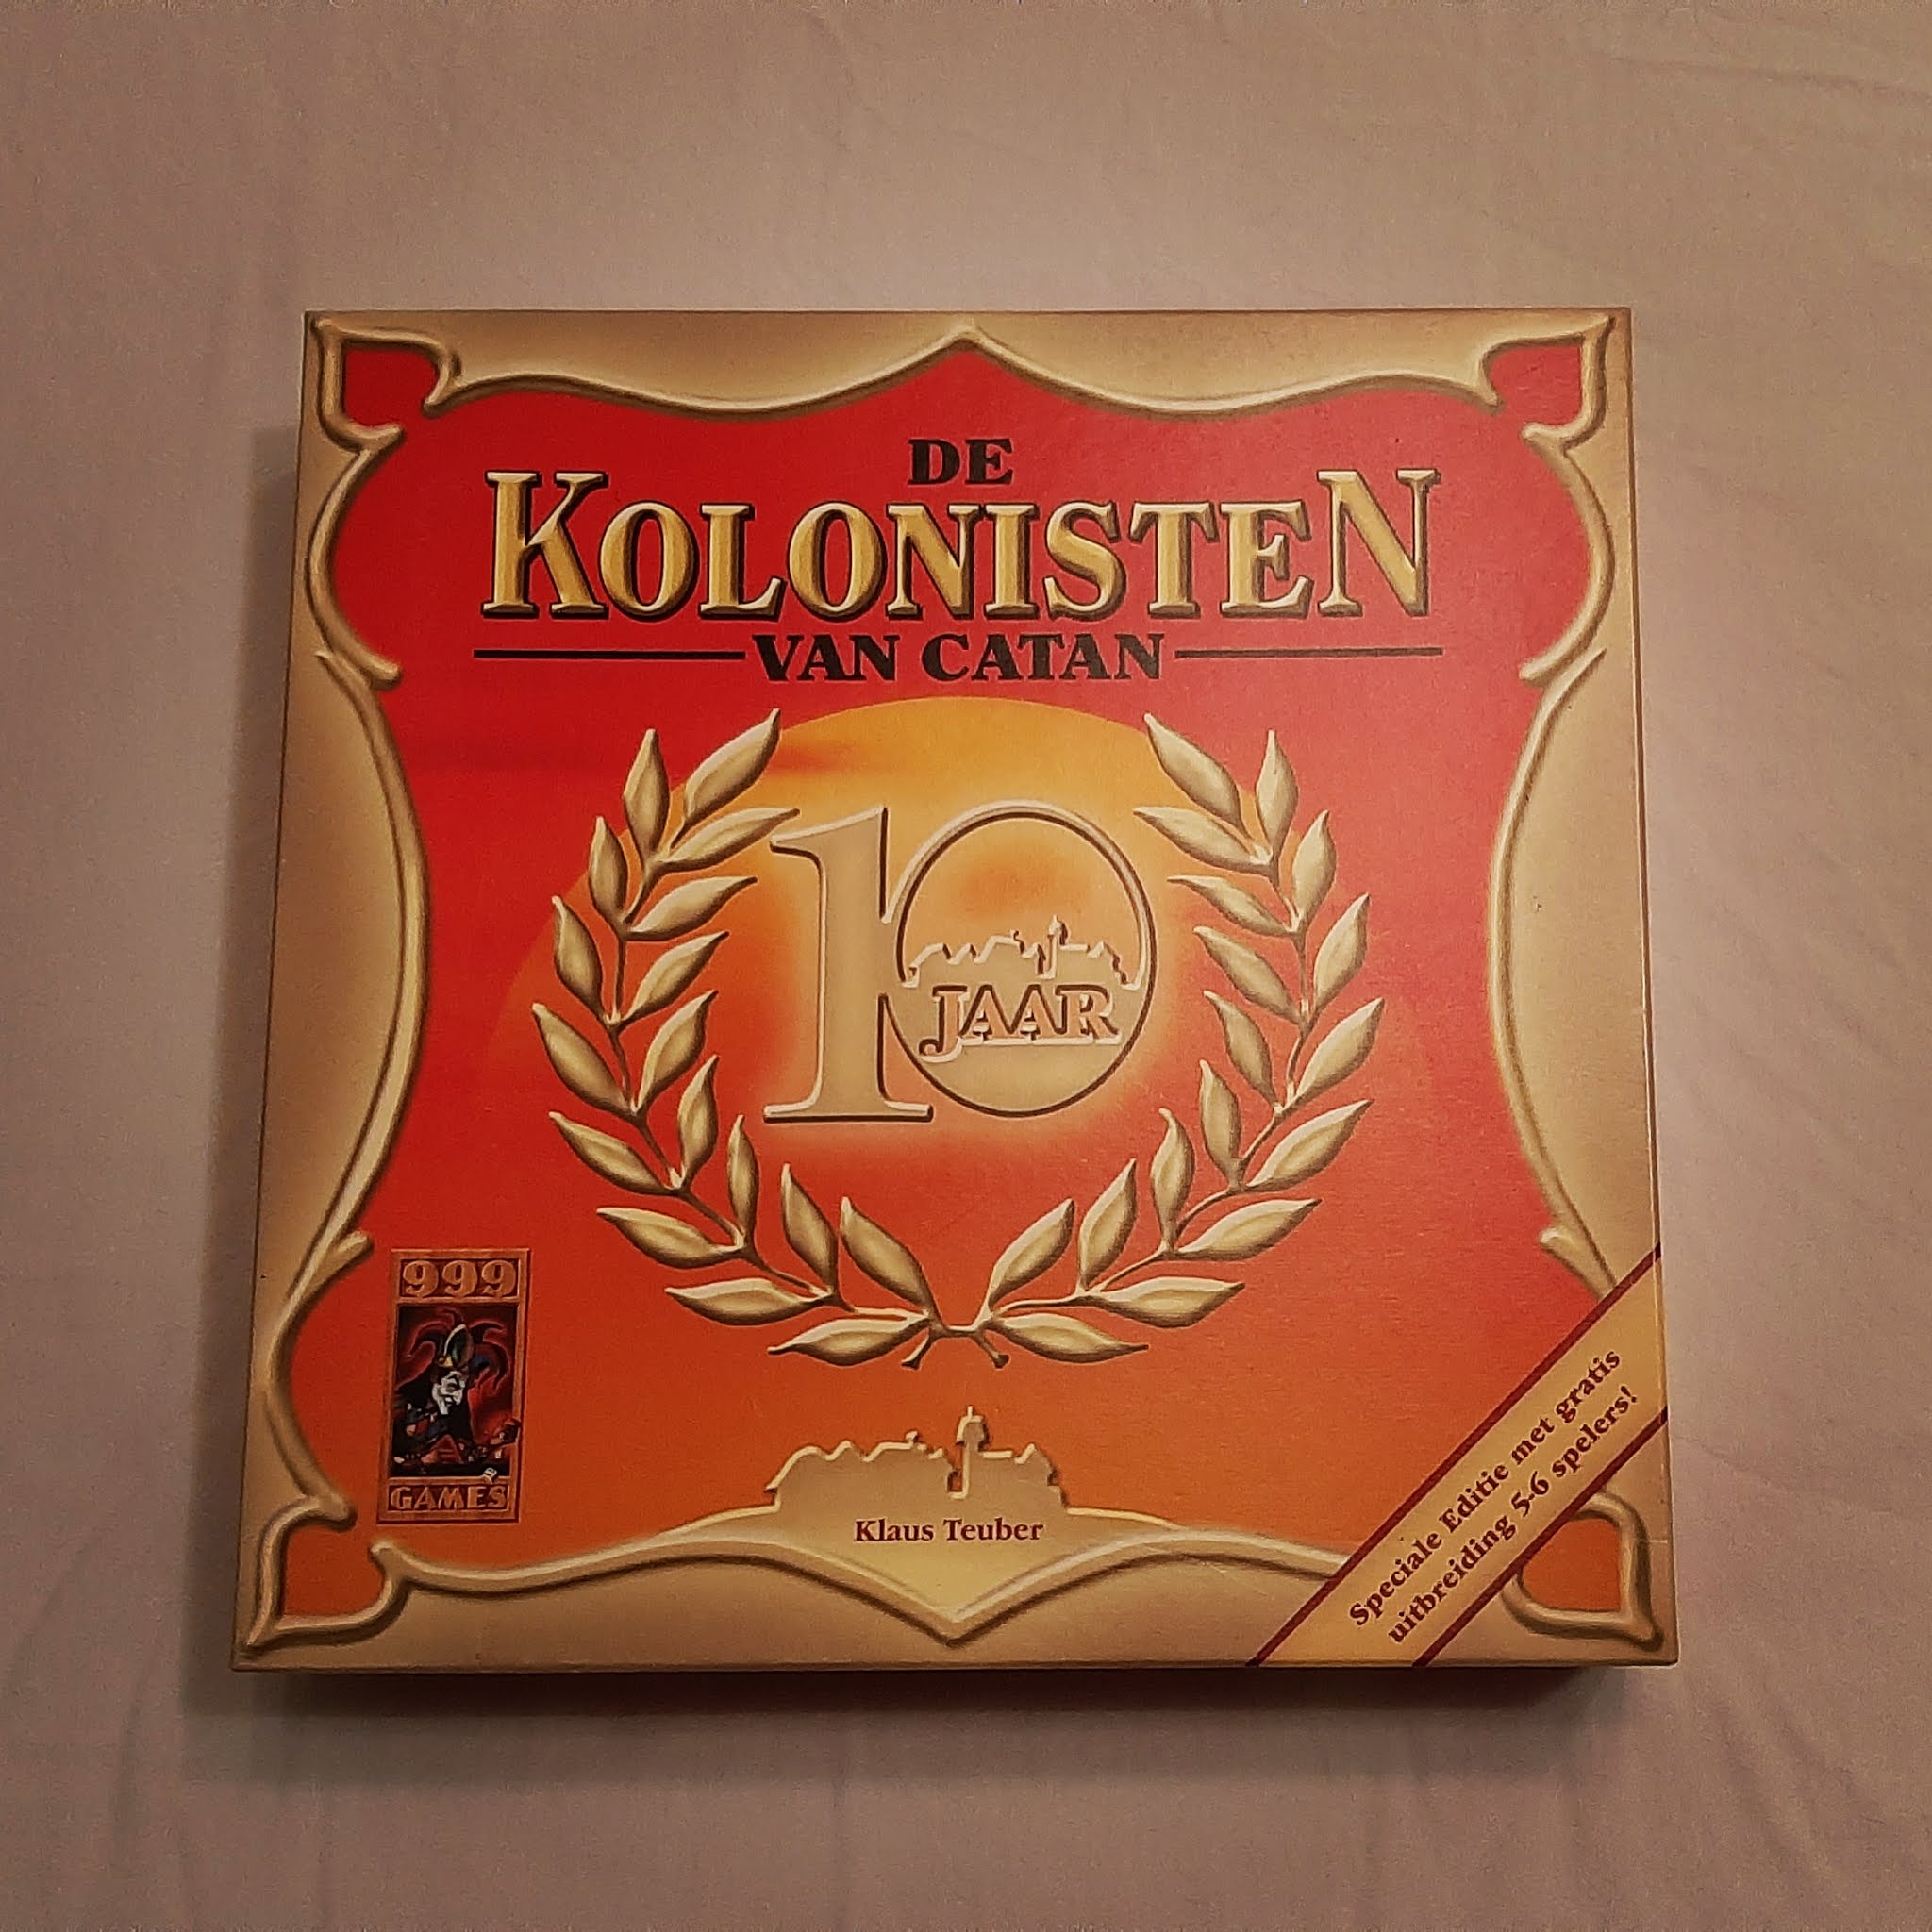 DE
KOLONISTEN
VAN CATAN
10
JAAR
999
GAMES
Klaus Teuber
Speciale Editie met gratis
uitbreiding 5-6 spelers!